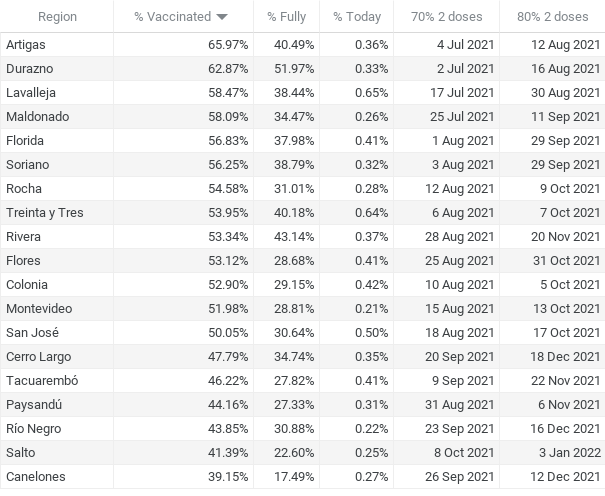 Region % Vaccinated % Fully % Today 70% 2 doses 80% 2 doses
Artigas 65.97% 40.49% 0.36% 4 Jul 2021 12 Aug 2021
Durazno 62.87% 51.97% 0.33% 2 Jul 2021 16 Aug 2021
Lavalleja 58.47% 38.44% 0.65% 17 Jul 2021 30 Aug 2021
Maldonado 58.09% 34.47% 0.26% 25 Jul 2021 11 Sep 2021
Florida 56.83% 37.98% 0.41% 1 Aug 2021 29 Sep 2021
Soriano 56.25% 38.79% 0.32% 3 Aug 2021 29 Sep 2021
Rocha 54.58% 31.01% 0.28% 12 Aug 2021 9 Oct 2021
Treinta y Tres 53.95% 40.18% 0.64% 6 Aug 2021 7 Oct 2021
Rivera 53.34% 43.14% 0.37% 28 Aug 2021 20 Nov 2021
Flores 53.12% 28.68% 0.41% 25 Aug 2021 31 Oct 2021
Colonia 52.90% 29.15% 0.42% 10 Aug 2021 5 Oct 2021
Montevideo 51.98% 28.81% 0.21% 15 Aug 2021 13 Oct 2021
San José 50.05% 30.64% 0.50% 18 Aug 2021 17 Oct 2021
Cerro Largo 47.79% 34.74% 0.35% 20 Sep 2021 18 Dec 2021
Tacuarembó 46.22% 27.82% 0.41% 9 Sep 2021 22 Nov 2021
Paysandú 44.16% 27.33% 0.31% 31 Aug 2021 6 Nov 2021
Río Negro 43.85% 30.88% 0.22% 23 Sep 2021 16 Dec 2021
Salto 41.39% 22.60% 0.25% 8 Oct 2021 3 Jan 2022
Canelones 39.15% 17.49% 0.27% 26 Sep 2021 12 Dec 2021